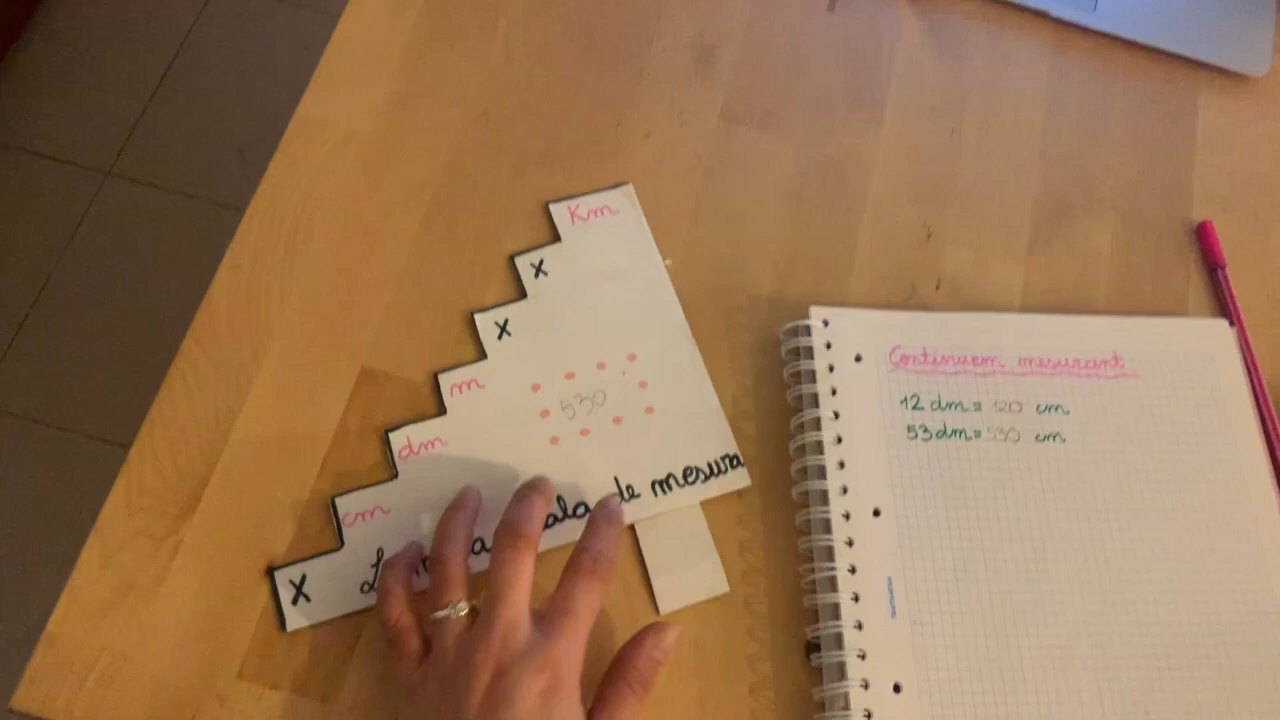 Km
X
X
m
dm
cm
X
530
de mesura
Continuem mesurant
12 dm = 120 cm
53 dm = 530 cm